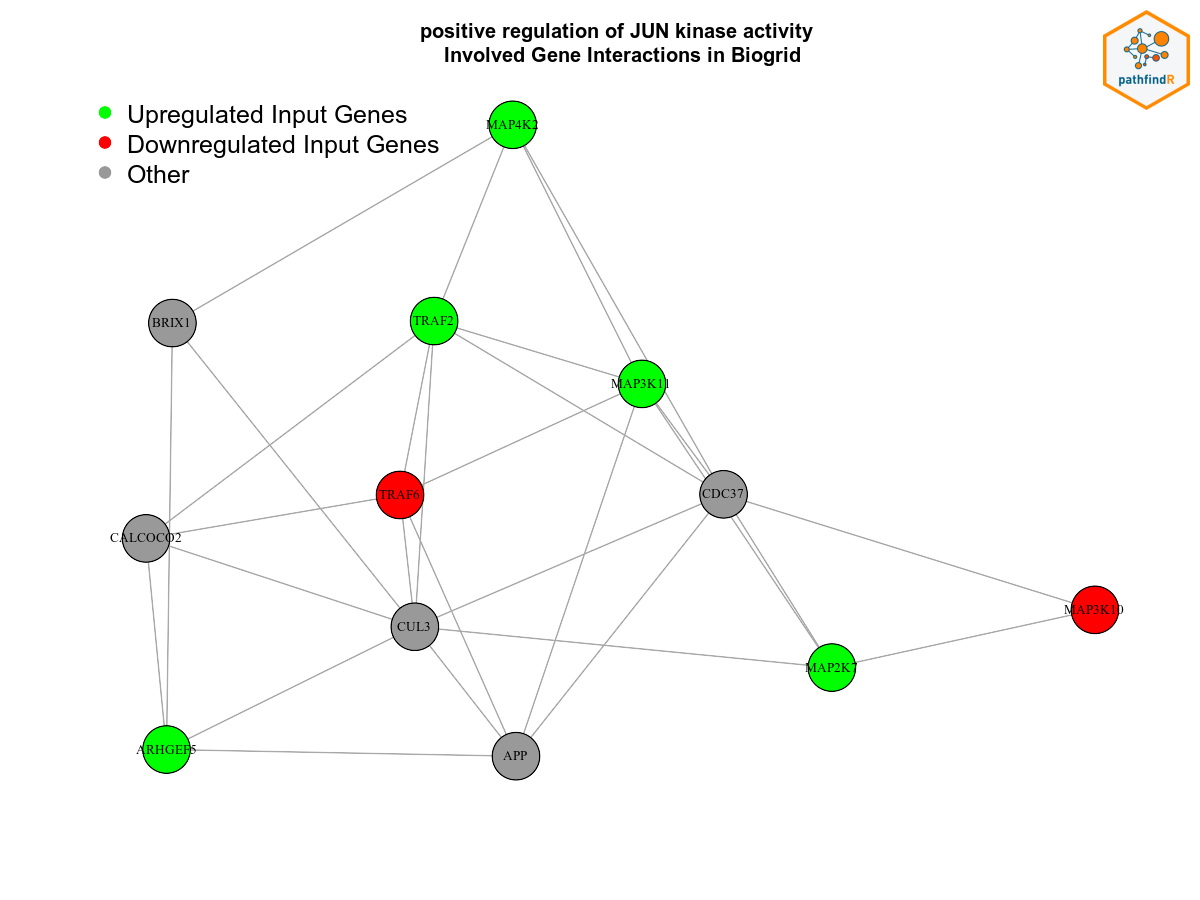 positive regulation of JUN kinase activity
Involved Gene Interactions in Biogrid
pathfindR
Upregulated Input Genes
Downregulated Input Genes
Other
MAP4K2
BRIX1
TRAF2
MAP3K11
TRAF6
CDC37
CALCOCO2
MAP3K10
CUL3
MAP2K7
ARHGEF5
APP